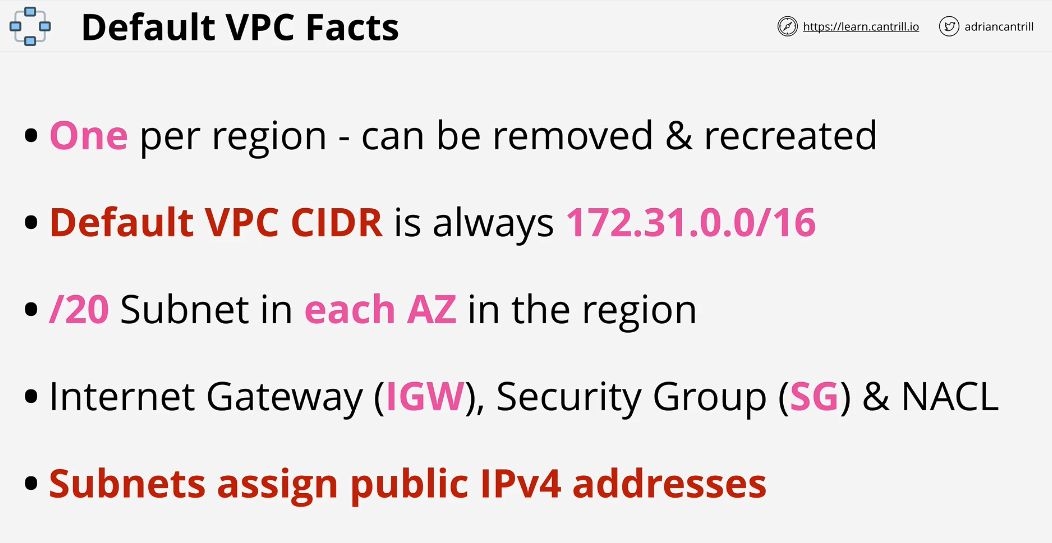 Default VPC Facts
https://learn.cantrill.io
adriancantrill
• One per region - can be removed & recreated
• Default VPC CIDR is always 172.31.0.0/16
• /20 Subnet in each AZ in the region
• Internet Gateway (IGW), Security Group (SG) & NACL
• Subnets assign public IPv4 addresses